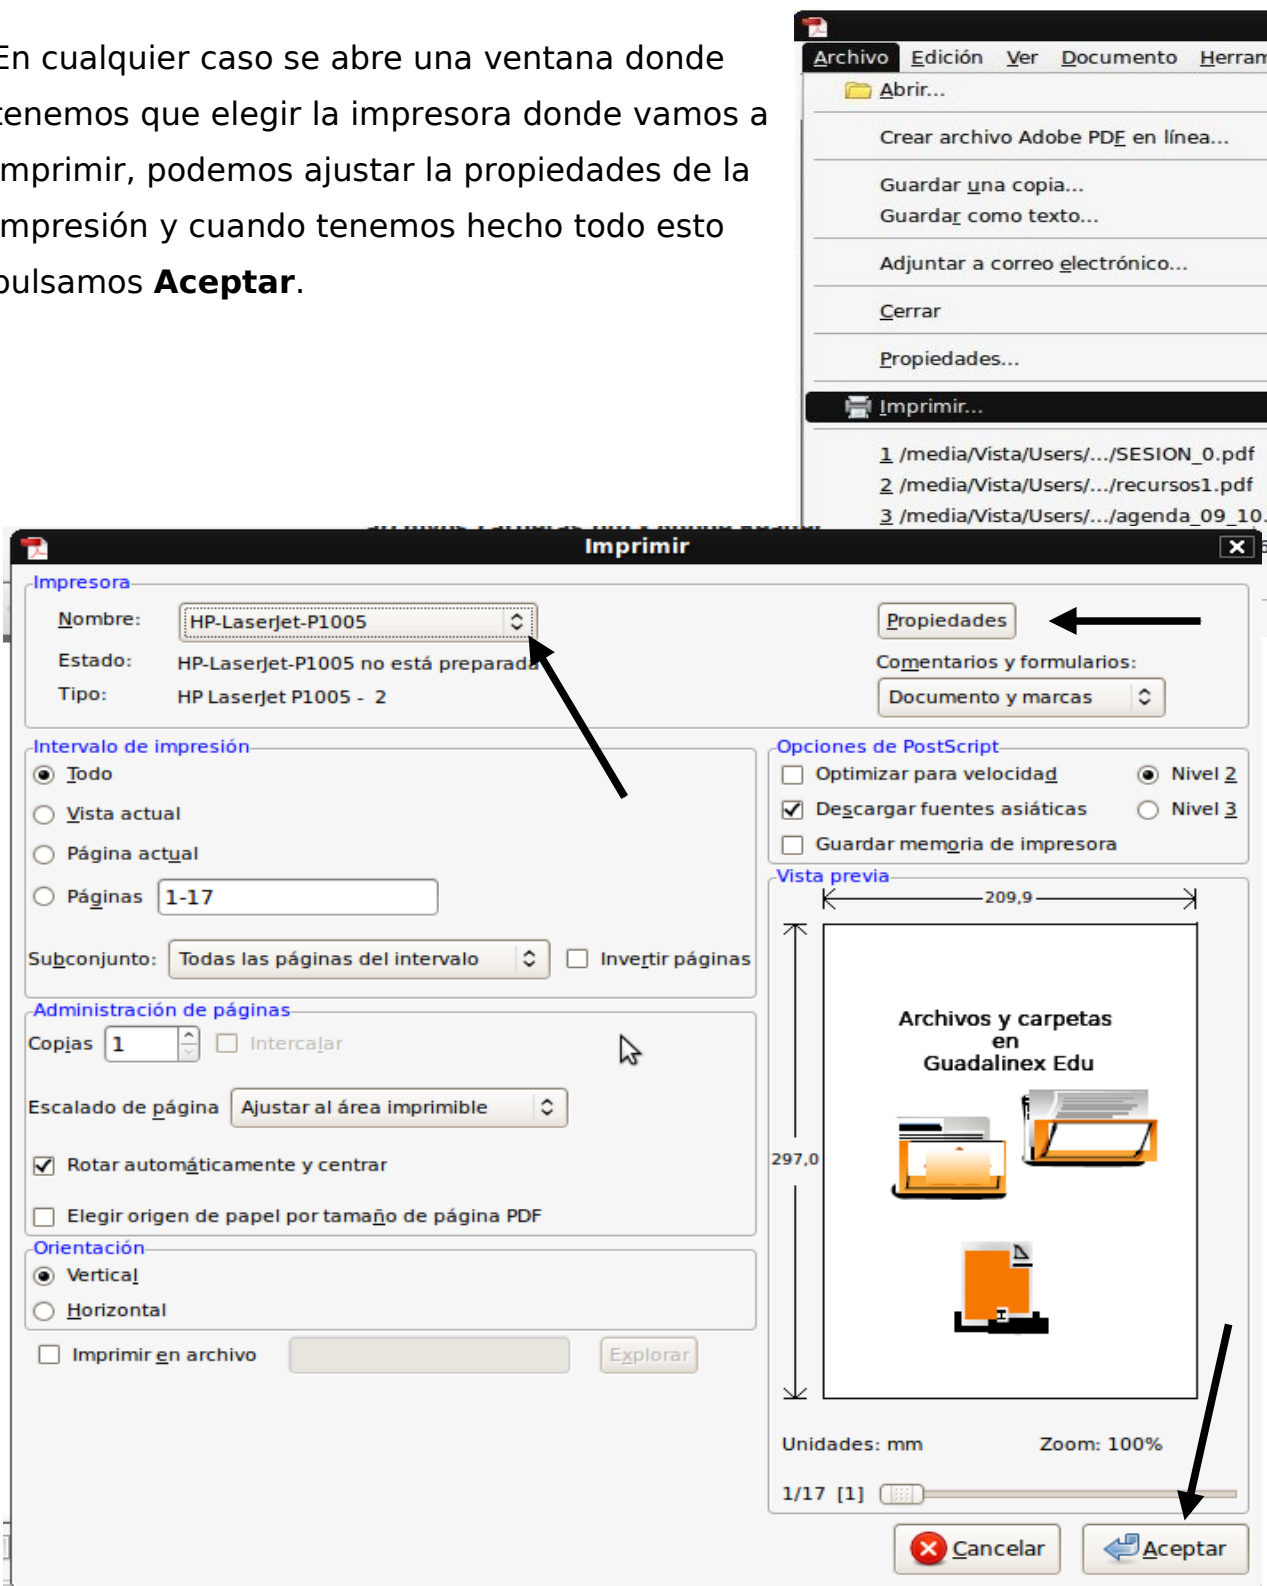 En cualquier caso se abre una ventana donde
tenemos que elegir la impresora donde vamos a
imprimir, podemos ajustar la propiedades de la
impresión y cuando tenemos hecho todo esto
pulsamos Aceptar.
Archivo Edición Ver Documento Herram
Abrir...
Crear archivo Adobe PDF en línea...
Guardar una copia...
Guardar como texto...
Adjuntar a correo electrónico...
Cerrar
Propiedades...
Imprimir...
1 /media/Vista/Users/.../SESION_0.pdf
2 /media/Vista/Users/.../recursos1.pdf
3 /media/Vista/Users/.../agenda_09_10.
Imprimir
Impresora
Nombre: HP-LaserJet-P1005 Propiedades
Estado: HP-LaserJet-P1005 no está preparada Comentarios y formularios:
Tipo: HP LaserJet P1005 - 2 Documento y marcas
Intervalo de impresión
Todo
Vista actual
Página actual
Páginas 1-17
Subconjunto: Todas las páginas del intervalo Invertir páginas
Administración de páginas
Copias 1 Intercalar
Escalado de página Ajustar al área imprimible
Rotar automáticamente y centrar
Elegir origen de papel por tamaño de página PDF
Orientación
Vertical
Horizontal
Imprimir en archivo Explorar
Opciones de PostScript
Optimizar para velocidad Nivel 2
Descargar fuentes asiáticas Nivel 3
Guardar memoria de impresora
Vista previa
209,9
297,0
Archivos y carpetas
en
Guadalinex Edu
Unidades: mm Zoom: 100%
1/17 [1]
Cancelar Aceptar